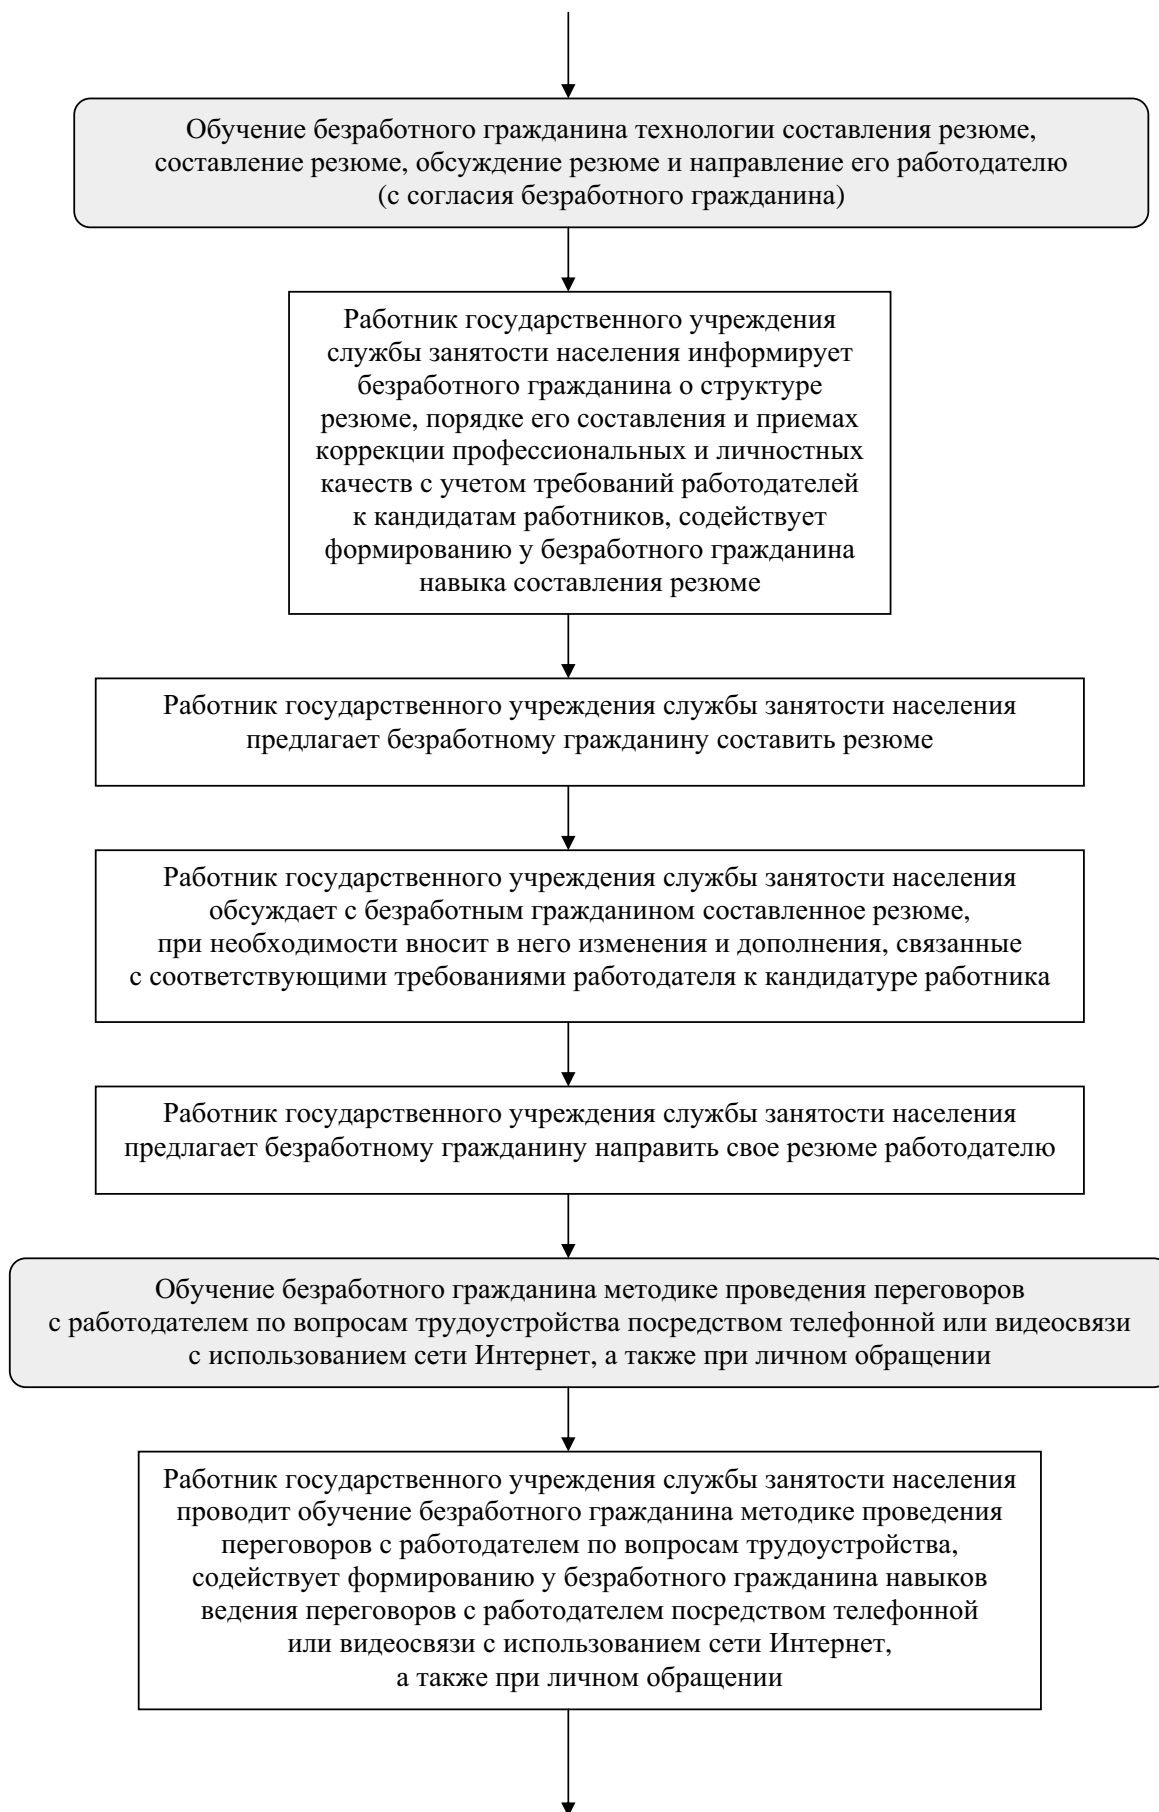 Обучение безработного гражданина технологии составления резюме,
составление резюме, обсуждение резюме и направление его работодателю
(с согласия безработного гражданина)
Работник государственного учреждения
службы занятости населения информирует
безработного гражданина о структуре
резюме, порядке его составления и приемах
коррекции профессиональных и личностных
качеств с учетом требований работодателей
к кандидатам работников, содействует
формированию у безработного гражданина
навыка составления резюме
Работник государственного учреждения службы занятости населения
предлагает безработному гражданину составить резюме
Работник государственного учреждения службы занятости населения
обсуждает с безработным гражданином составленное резюме,
при необходимости вносит в него изменения и дополнения, связанные
с соответствующими требованиями работодателя к кандидатуре работника
Работник государственного учреждения службы занятости населения
предлагает безработному гражданину направить свое резюме работодателю
Обучение безработного гражданина методике проведения переговоров
с работодателем по вопросам трудоустройства посредством телефонной или видеосвязи
с использованием сети Интернет, а также при личном обращении
Работник государственного учреждения службы занятости населения
проводит обучение безработного гражданина методике проведения
переговоров с работодателем по вопросам трудоустройства,
содействует формированию у безработного гражданина навыков
ведения переговоров с работодателем посредством телефонной
или видеосвязи с использованием сети Интернет,
а также при личном обращении